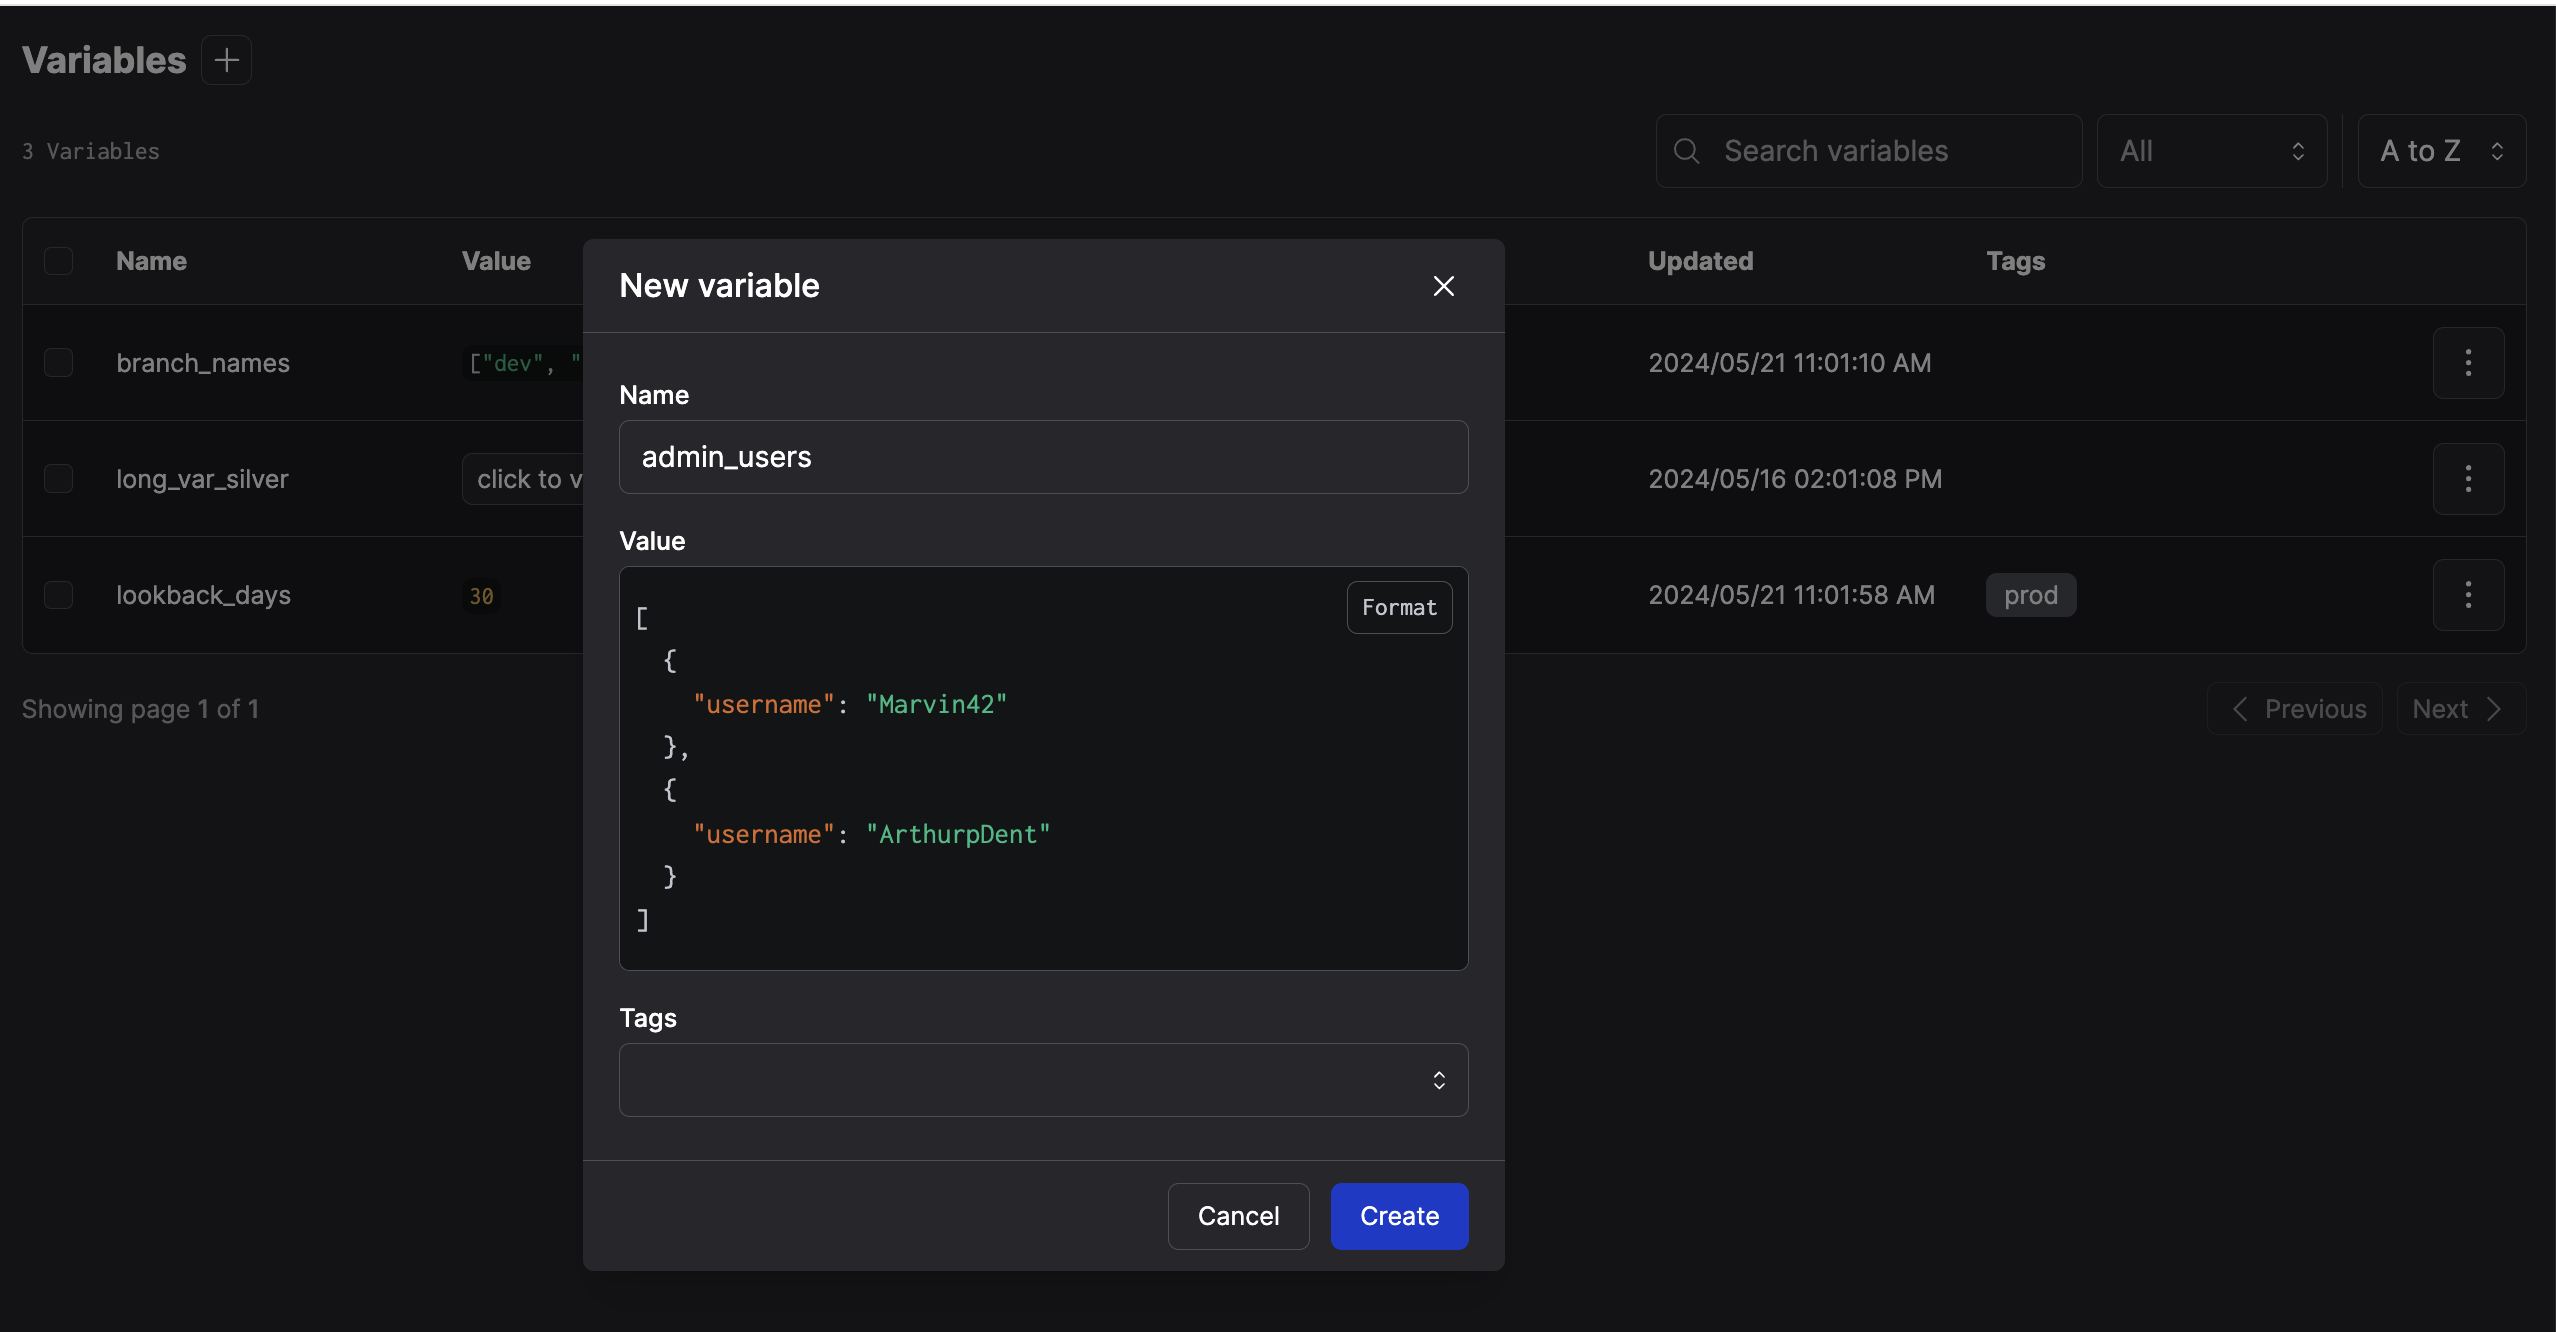 Variables
3 Variables
Search variables
All
A to Z
Name Value Updated Tags
branch_names ["dev", " 2024/05/21 11:01:10 AM
long_var_silver click to v 2024/05/16 02:01:08 PM
lookback_days 30 2024/05/21 11:01:58 AM prod
Showing page 1 of 1
Previous Next
New variable
Name
admin_users
Value
Format
[
{
"username": "Marvin42"
},
{
"username": "ArthurpDent"
}
]
Tags
Cancel Create